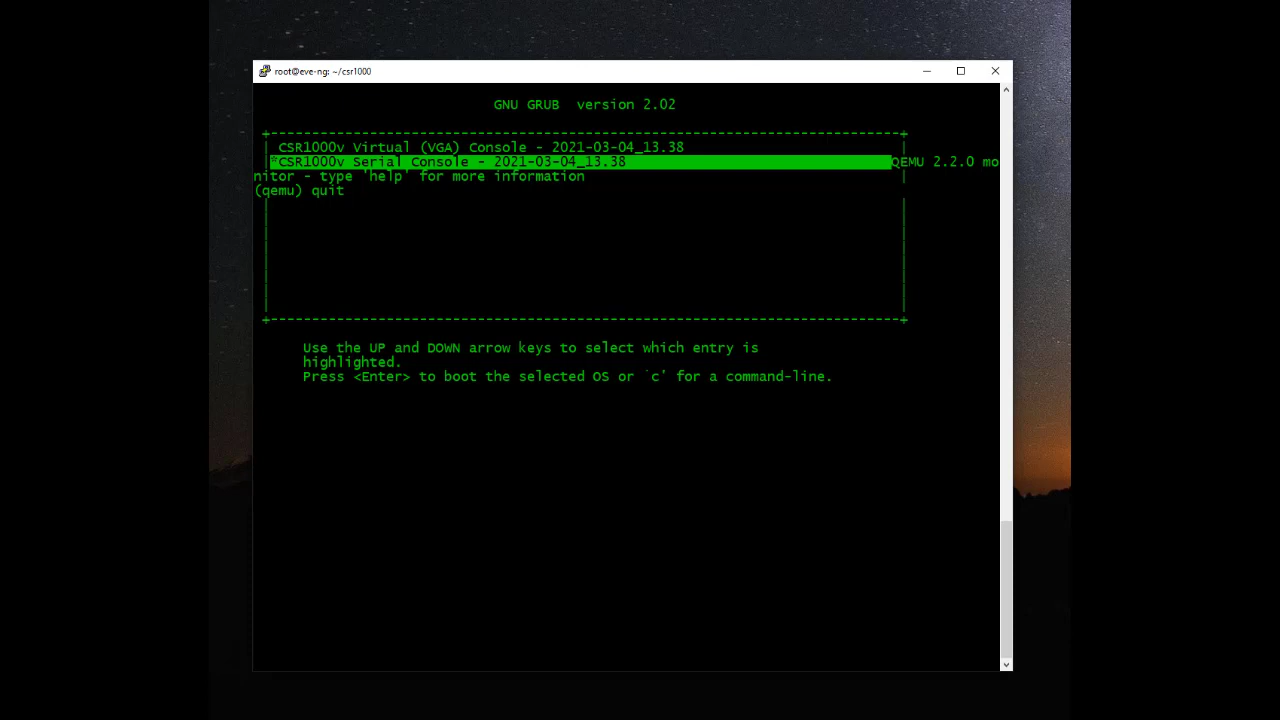 root@eve-ng: ~/csr1000
GNU GRUB  version 2.02
+----------------------------------------------------------------------------+
| CSR1000v Virtual (VGA) Console - 2021-03-04_13.38 |
|*CSR1000v Serial Console - 2021-03-04_13.38 QEMU 2.2.0 mo
nitor - type 'help' for more information |
(qemu) quit
+----------------------------------------------------------------------------+
Use the UP and DOWN arrow keys to select which entry is
highlighted.
Press <Enter> to boot the selected OS or `c' for a command-line.